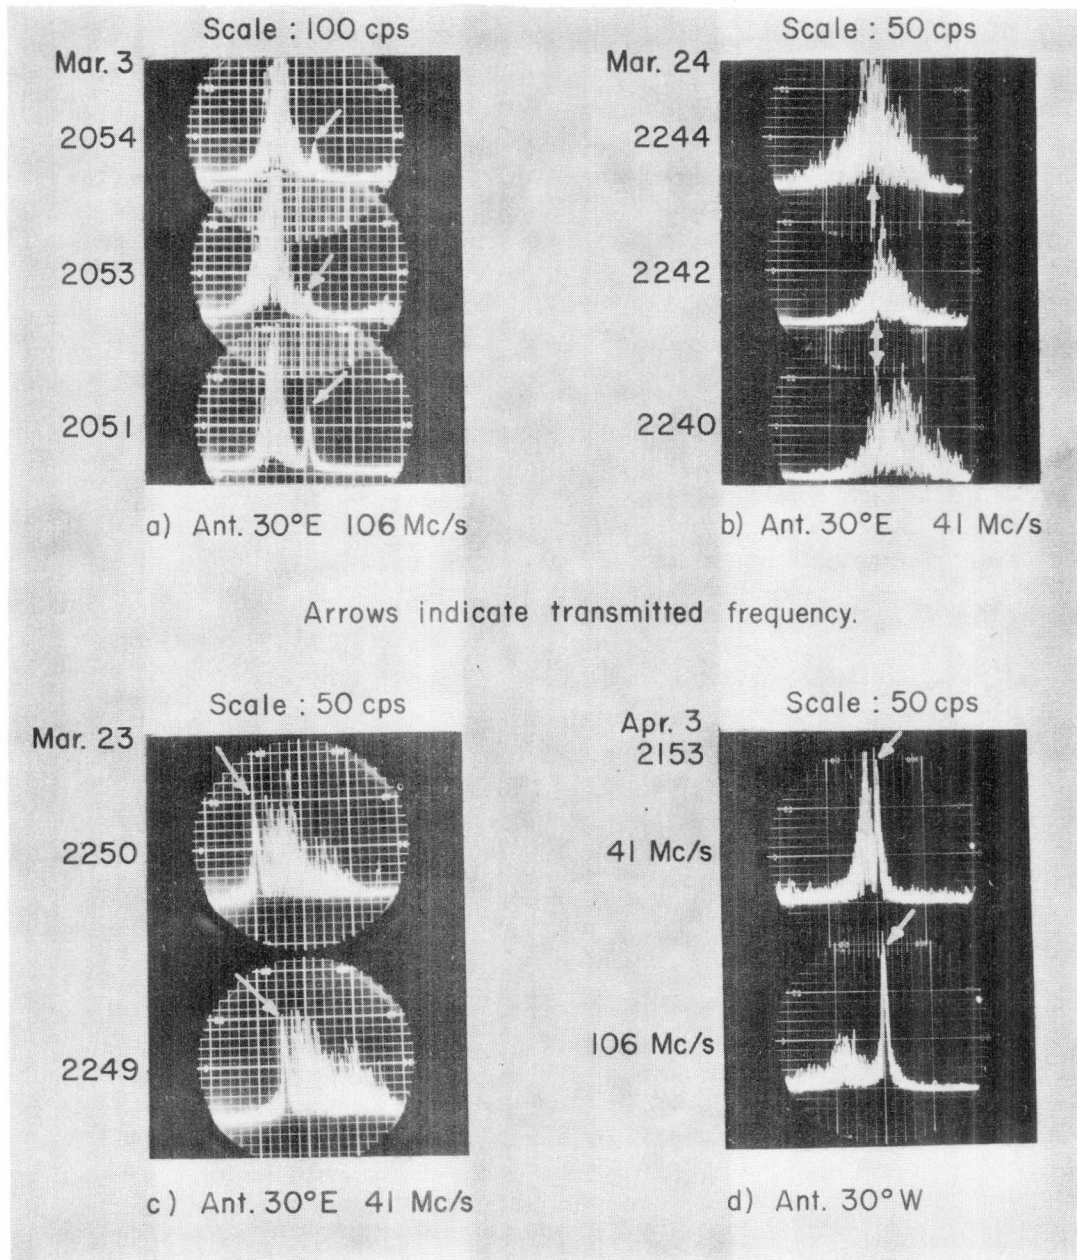 Scale : 100 cps
Mar. 3
2054
2053
2051
a) Ant. 30°E 106 Mc/s
Scale : 50 cps
Mar. 24
2244
2242
2240
b) Ant. 30°E 41 Mc/s
Arrows indicate transmitted frequency.
Scale : 50 cps
Mar. 23
2250
2249
c) Ant. 30°E 41 Mc/s
Scale : 50 cps
Apr. 3
2153
41 Mc/s
106 Mc/s
d) Ant. 30°W